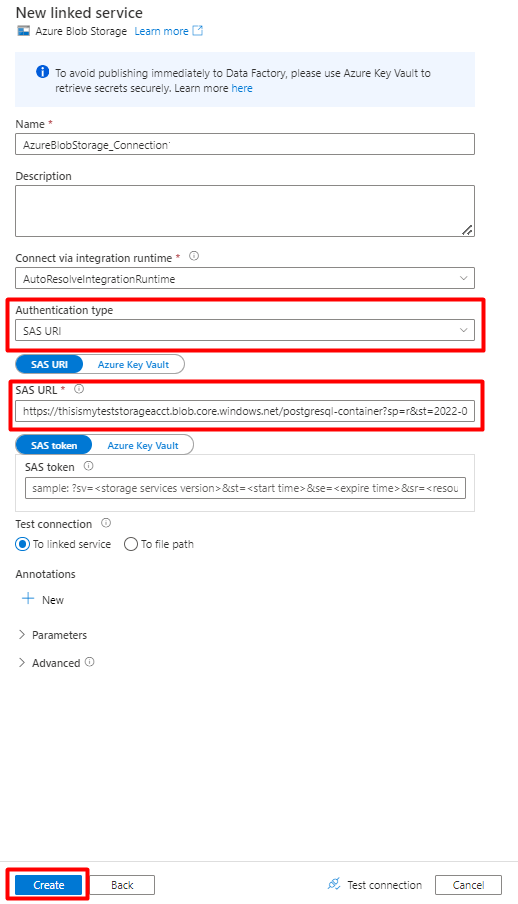 New linked service
Azure Blob Storage Learn more
To avoid publishing immediately to Data Factory, please use Azure Key Vault to
retrieve secrets securely. Learn more here
Name *
AzureBlobStorage_Connection
Description
Connect via integration runtime *
AutoResolveIntegrationRuntime
Authentication type
SAS URI
SAS URI Azure Key Vault
SAS URL *
https://thisismyteststorageacct.blob.core.windows.net/postgresql-container?sp=r&st=2022-0
SAS token Azure Key Vault
SAS token
sample: ?sv=<storage services version>&st=<start time>&se=<expire time>&sr=<resou
Test connection
To linked service To file path
Annotations
New
Parameters
Advanced
Create Back Test connection Cancel